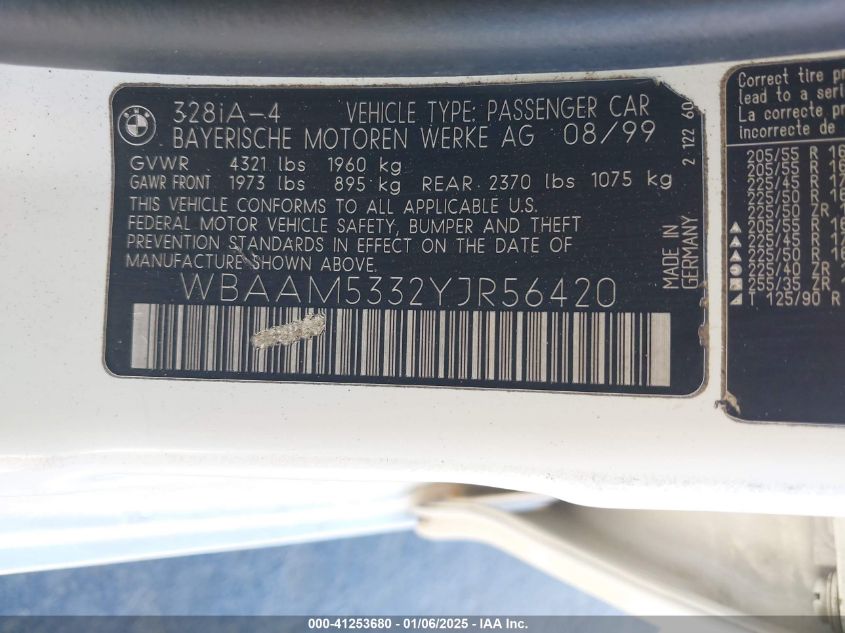 328iA-4 VEHICLE TYPE: PASSENGER CAR
BAYERISCHE MOTOREN WERKE AG 08/99
GVWR 4321 lbs 1960 kg
GAWR FRONT 1973 lbs 895 kg REAR: 2370 lbs 1075 kg
THIS VEHICLE CONFORMS TO ALL APPLICABLE U.S.
FEDERAL MOTOR VEHICLE SAFETY, BUMPER AND THEFT
PREVENTION STANDARDS IN EFFECT ON THE DATE OF
MANUFACTURE SHOWN ABOVE.
WBAAM5332YJR56420
2 122 60
MADE IN
GERMANY
Correct tire
lead to a
La correcte
incorrecte de
205/55 R
205/55 R
225/45 R
225/50 R
225/50 ZR
205/55 R
225/45 R
225/50 R
225/40 ZR
255/35 ZR
T 125/90 R
000-41253680 - 01/06/2025 - IAA Inc.